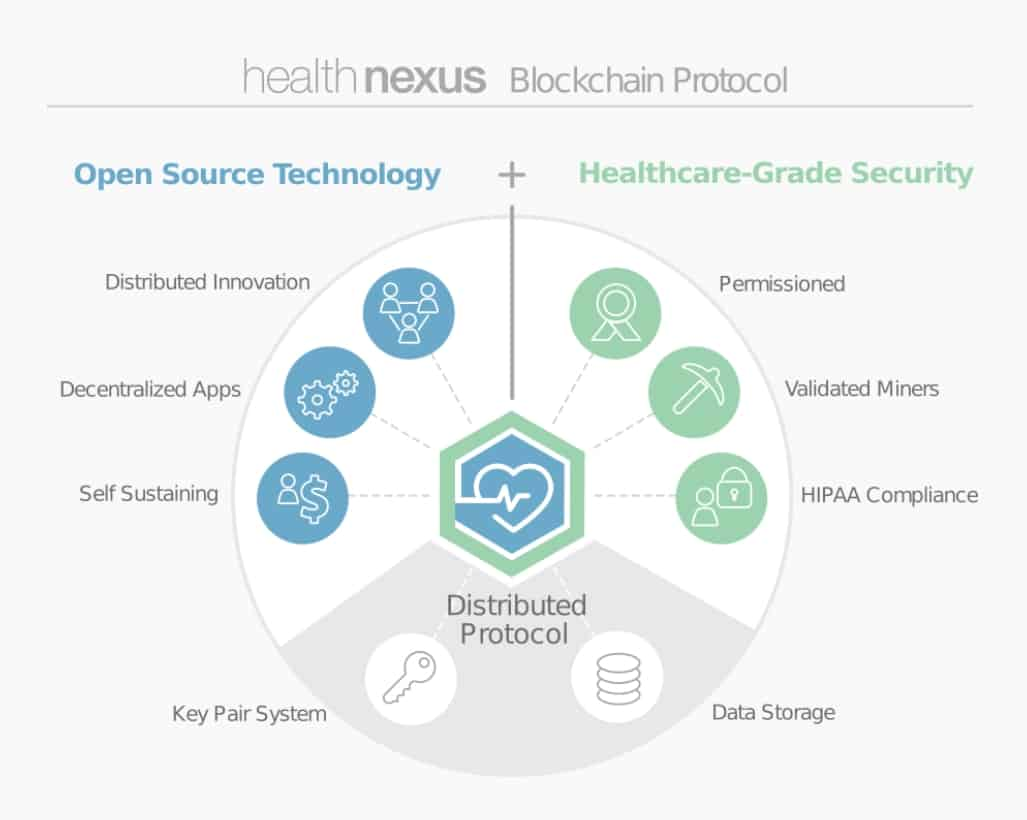 healthnexus Blockchain Protocol
Open Source Technology + Healthcare-Grade Security
Distributed Innovation
Permissioned
Decentralized Apps
Validated Miners
Self Sustaining
HIPAA Compliance
Distributed
Protocol
Key Pair System
Data Storage